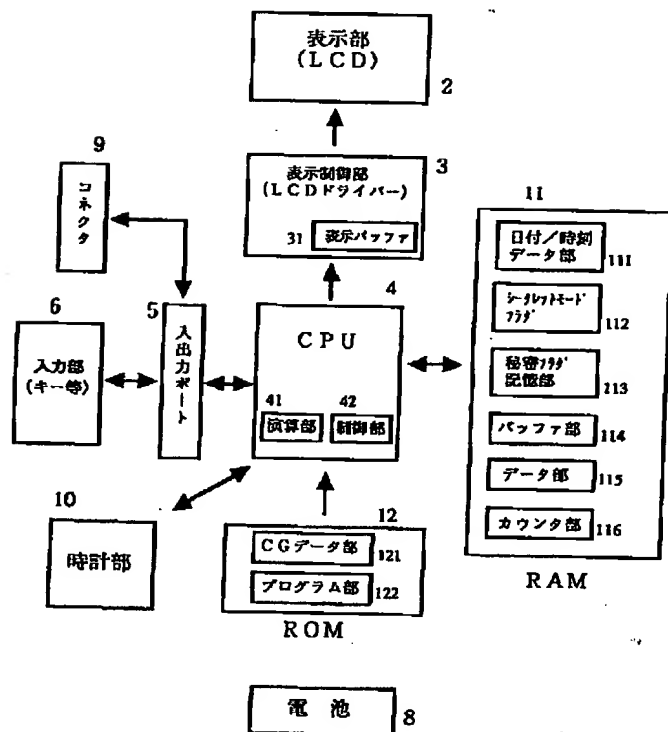 表示部
(LCD)
2
9
コネクタ
表示制御部
(LCDドライバー)
3
31
表示バッファ
11
日付/時刻
データ部
111
シークレットモード
フラグ
112
秘密フラグ
記憶部
113
バッファ部
114
データ部
115
カウンタ部
116
RAM
6
入力部
(キー等)
5
入出力ポート
4
CPU
41
演算部
42
制御部
10
時計部
12
CGデータ部
121
プログラム部
122
ROM
電池
8